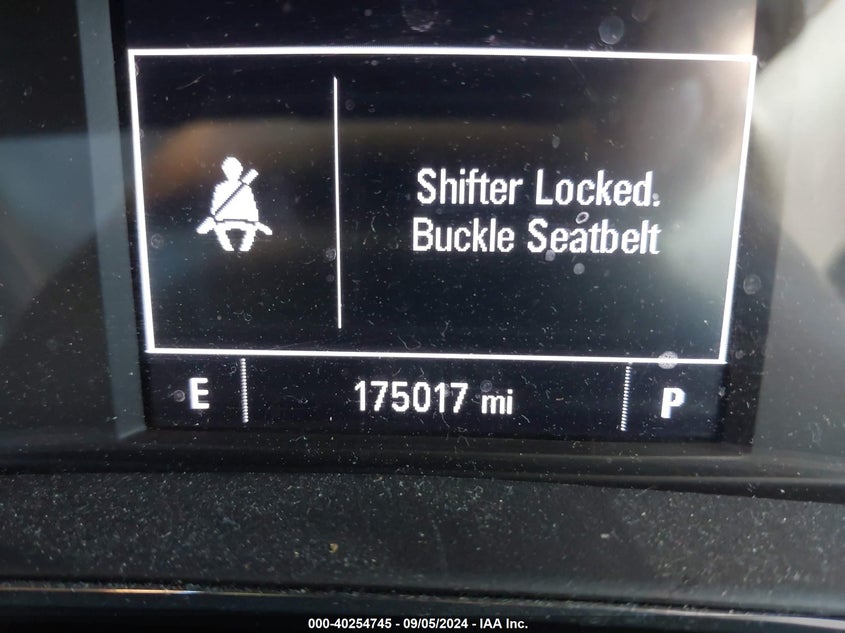 Shifter Locked.
Buckle Seatbelt
E 175017 mi P
000-40254745 - 09/05/2024 - IAA Inc.